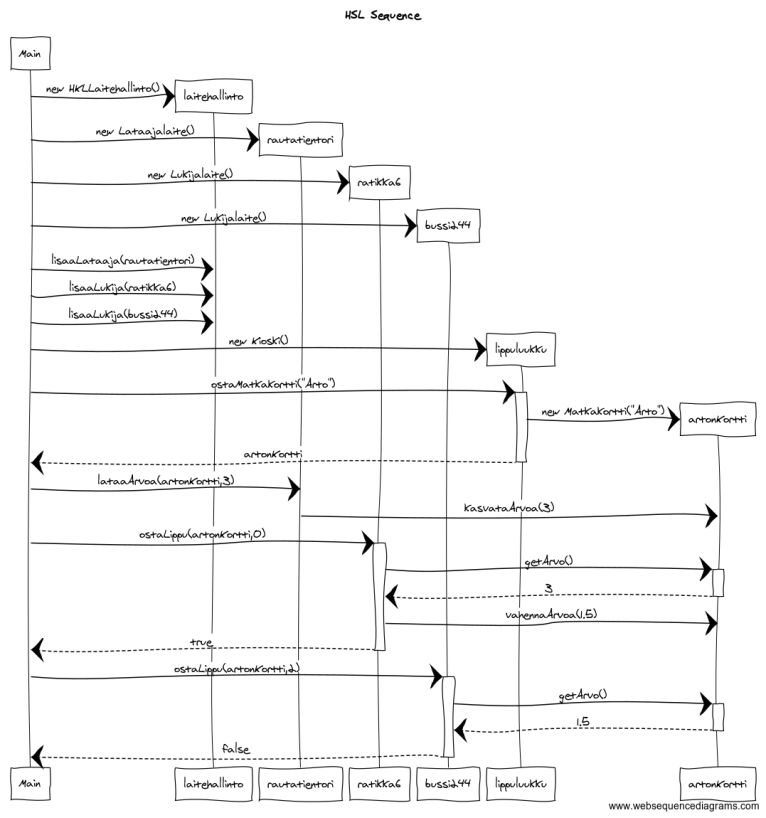 HSL Sequence
Main
new HKLLaitehallinto()
laitehallinto
new Lataajalaite()
rautatientori
new Lukijalaite()
ratikka6
new Lukijalaite()
bussi244
lisaaLataaja(rautatientori)
lisaaLukija(ratikka6)
lisaaLukija(bussi244)
new Kioski()
lippuluukku
ostaMatkakortti("Arto")
new Matkakortti("Arto")
artonKortti
artonKortti
lataaArvoa(artonKortti,3)
kasvataArvoa(3)
ostaLippu(artonKortti,0)
getArvo()
3
vahennaArvoa(1.5)
true
ostaLippu(artonKortti,2)
getArvo()
1.5
false
Main laitehallinto rautatientori ratikka6 bussi244 lippuluukku artonKortti
www.websequencediagrams.com